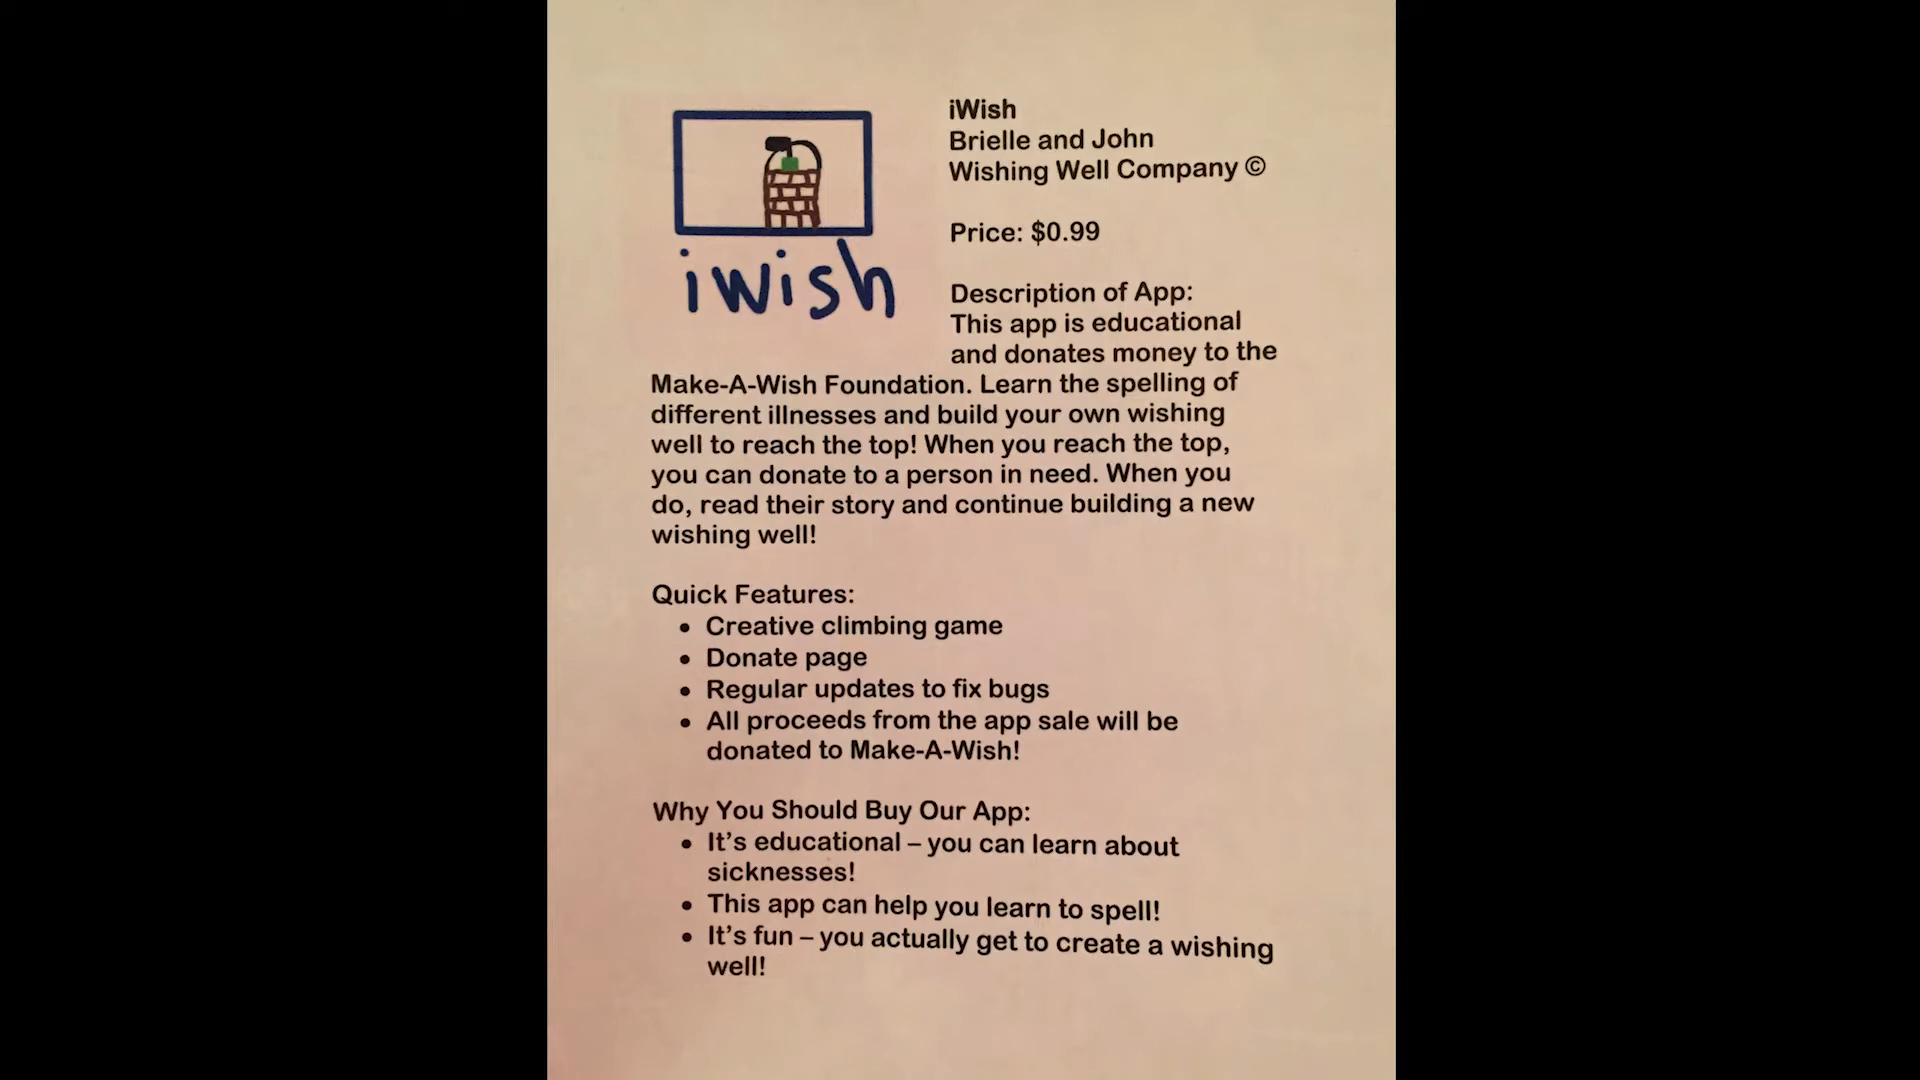 iwish
iWish
Brielle and John
Wishing Well Company ©
Price: $0.99
Description of App:
This app is educational
and donates money to the
Make-A-Wish Foundation. Learn the spelling of
different illnesses and build your own wishing
well to reach the top! When you reach the top,
you can donate to a person in need. When you
do, read their story and continue building a new
wishing well!
Quick Features:
• Creative climbing game
• Donate page
• Regular updates to fix bugs
• All proceeds from the app sale will be
donated to Make-A-Wish!
Why You Should Buy Our App:
• It's educational – you can learn about
sicknesses!
• This app can help you learn to spell!
• It's fun – you actually get to create a wishing
well!